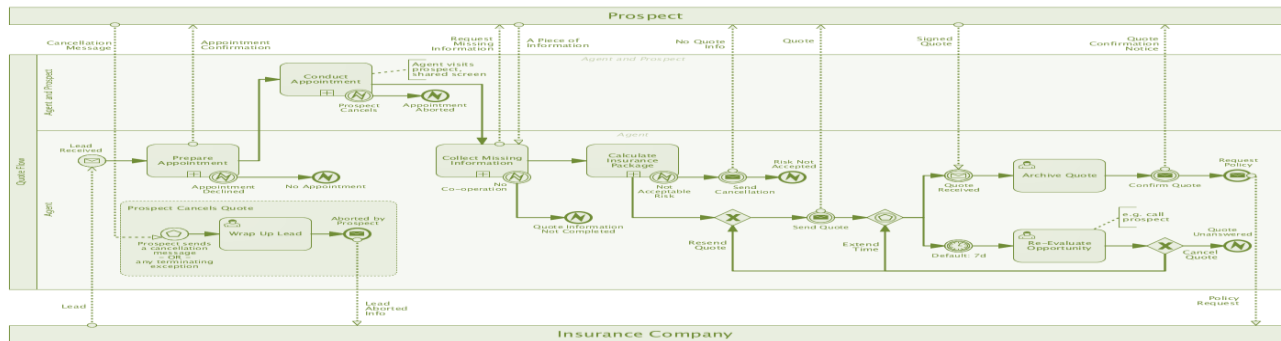 Prospect
Cancellation
Message
Appointment
Confirmation
Request
Missing
Information
A Piece of
Information
No Quote
Info
Quote
Signed
Quote
Quote
Confirmation
Notice
Quote Flow
Agent and Prospect
Agent and Prospect
Conduct
Appointment
Agent visits
prospect,
shared screen
Prospect
Cancels
Appointment
Aborted
Agent
Agent
Lead
Received
Prepare
Appointment
Appointment
Declined
No Appointment
Collect Missing
Information
No
Co-operation
Quote Information
Not Completed
Calculate
Insurance
Package
Not
Acceptable
Risk
Send
Cancellation
Risk Not
Accepted
Quote
Received
Archive Quote
Confirm Quote
Request
Policy
Prospect Cancels Quote
Prospect sends
a cancellation
message
OR
any terminating
exception
Wrap Up Lead
Aborted by
Prospect
Resend
Quote
Send Quote
Extend
Time
Default: 7d
e.g. call
prospect
Re-Evaluate
Opportunity
Quote
Unanswered
Cancel
Quote
Lead
Lead
Aborted
Info
Policy
Request
Insurance Company